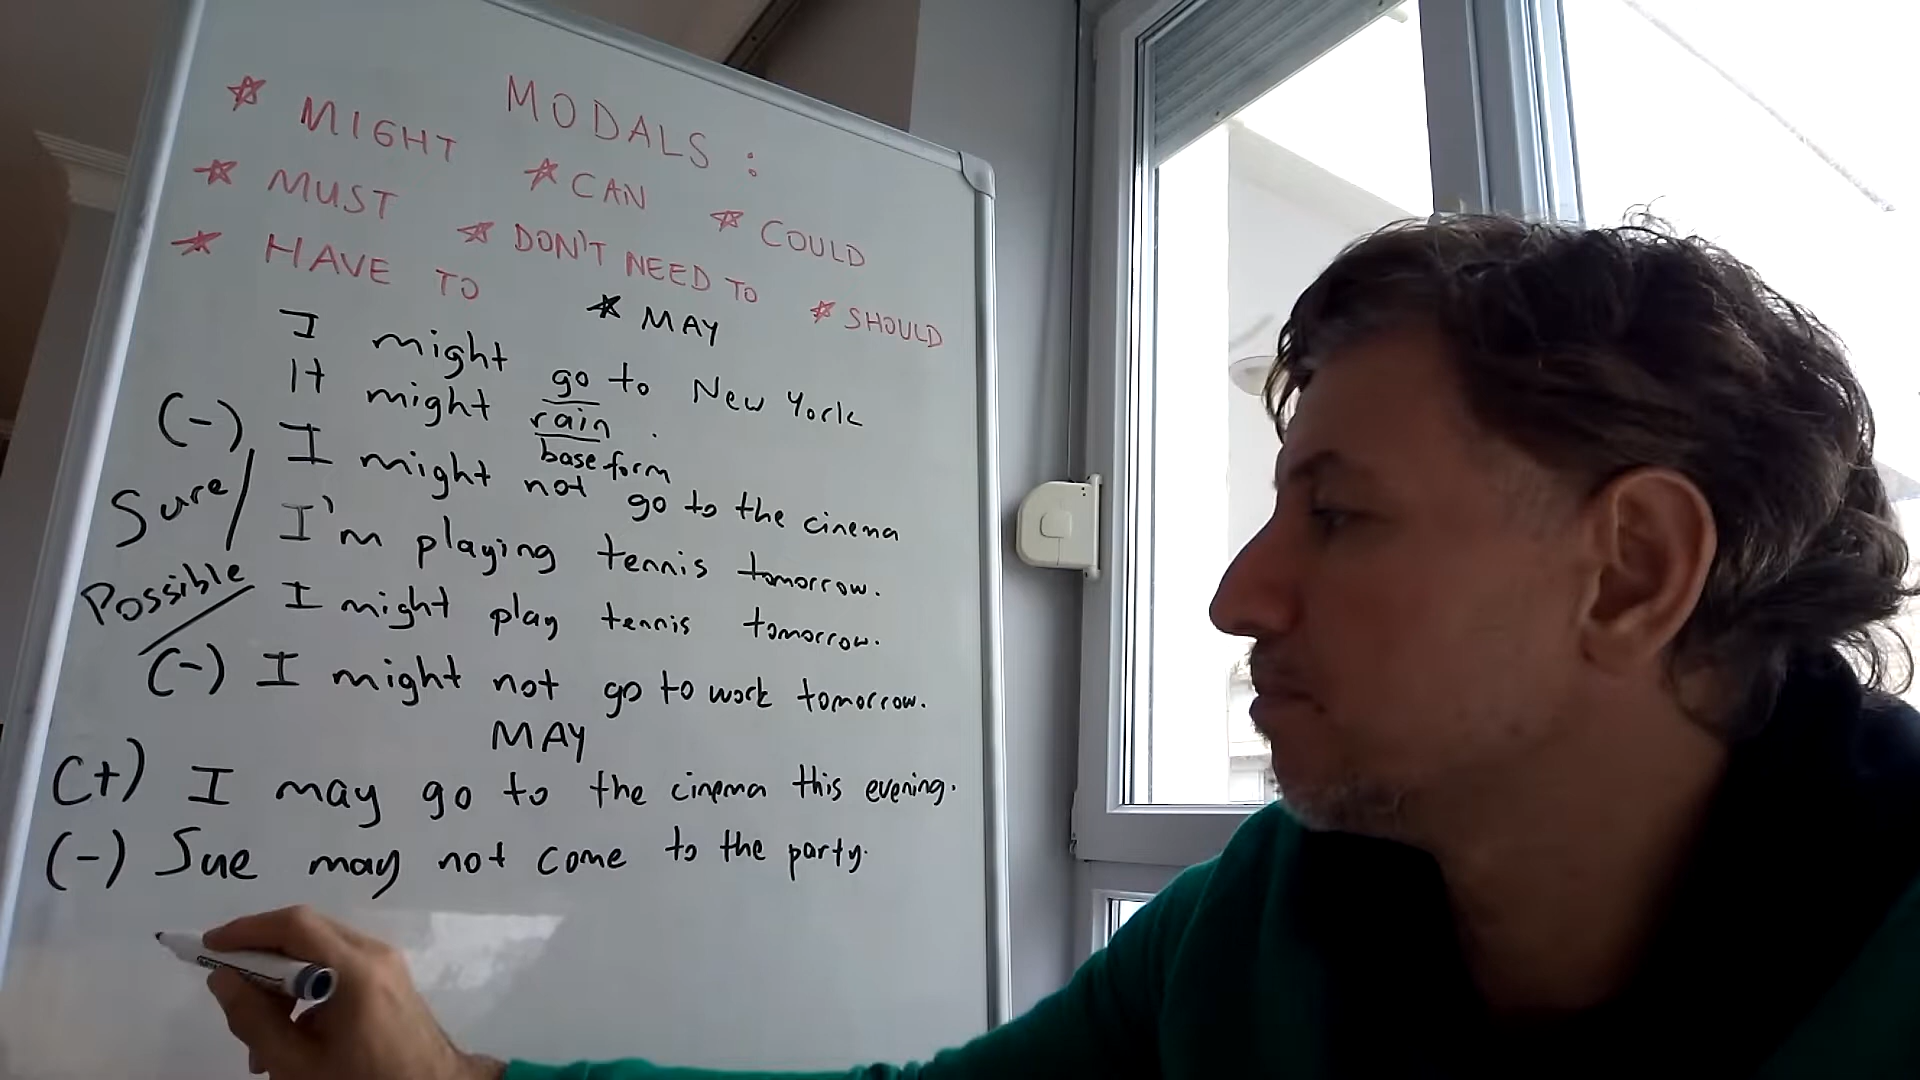 MODALS :
* MIGHT * CAN * COULD
* MUST * DON'T NEED TO * SHOULD
* HAVE TO * MAY
I might go to New York
It might rain.
base form
(-) I might not go to the cinema
Sure/ I'm playing tennis tomorrow.
Possible/ I might play tennis tomorrow.
(-) I might not go to work tomorrow.
MAY
(+) I may go to the cinema this evening.
(-) Sue may not come to the party.